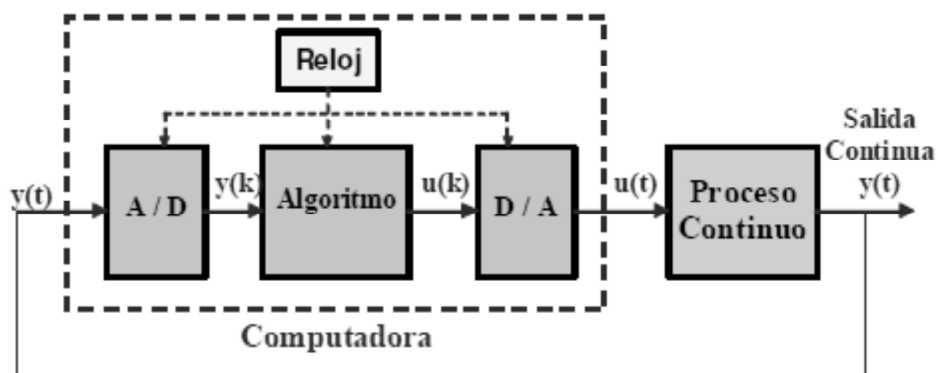 Reloj
Salida
Continua
y(t)
y(t)
A / D
y(k)
Algoritmo
u(k)
D / A
u(t)
Proceso
Continuo
Computadora